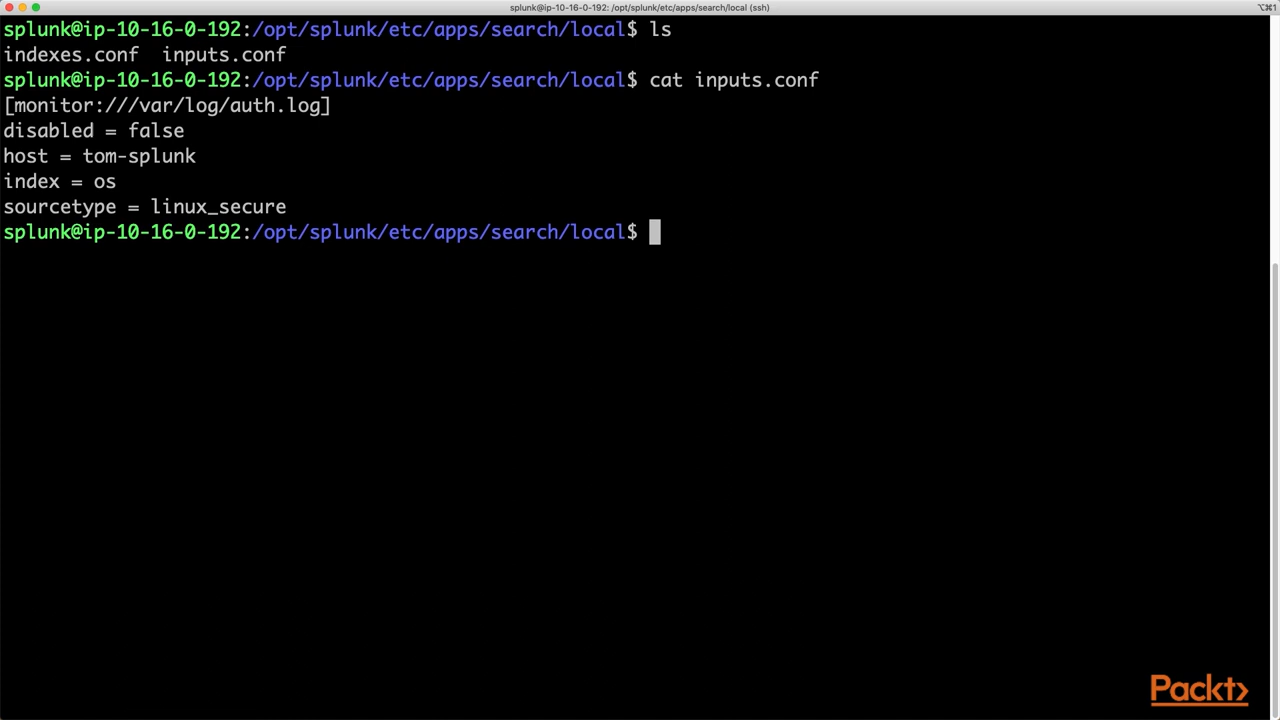 splunk@ip-10-16-0-192: /opt/splunk/etc/apps/search/local (ssh)
⌥⌘1
splunk@ip-10-16-0-192:/opt/splunk/etc/apps/search/local$ ls
indexes.conf  inputs.conf
splunk@ip-10-16-0-192:/opt/splunk/etc/apps/search/local$ cat inputs.conf
[monitor:///var/log/auth.log]
disabled = false
host = tom-splunk
index = os
sourcetype = linux_secure
splunk@ip-10-16-0-192:/opt/splunk/etc/apps/search/local$
Packt>